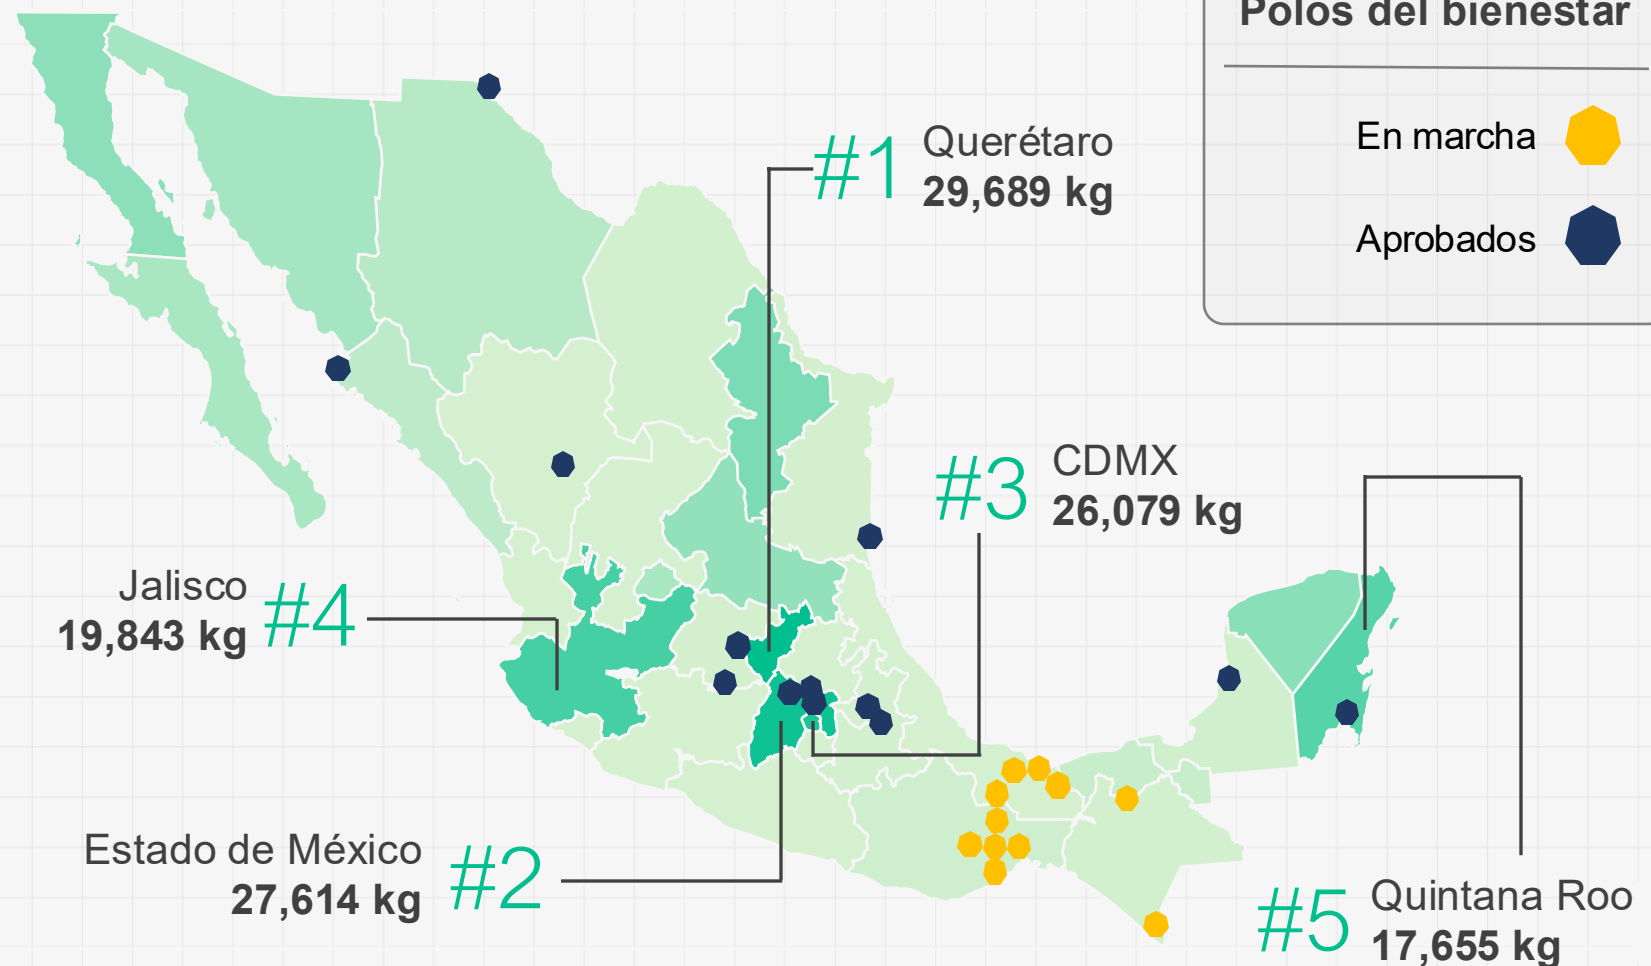 Polos del bienestar
En marcha
Aprobados
#1
Querétaro
29,689 kg
#3
CDMX
26,079 kg
Jalisco
19,843 kg
#4
Estado de México
27,614 kg
#2
#5
Quintana Roo
17,655 kg